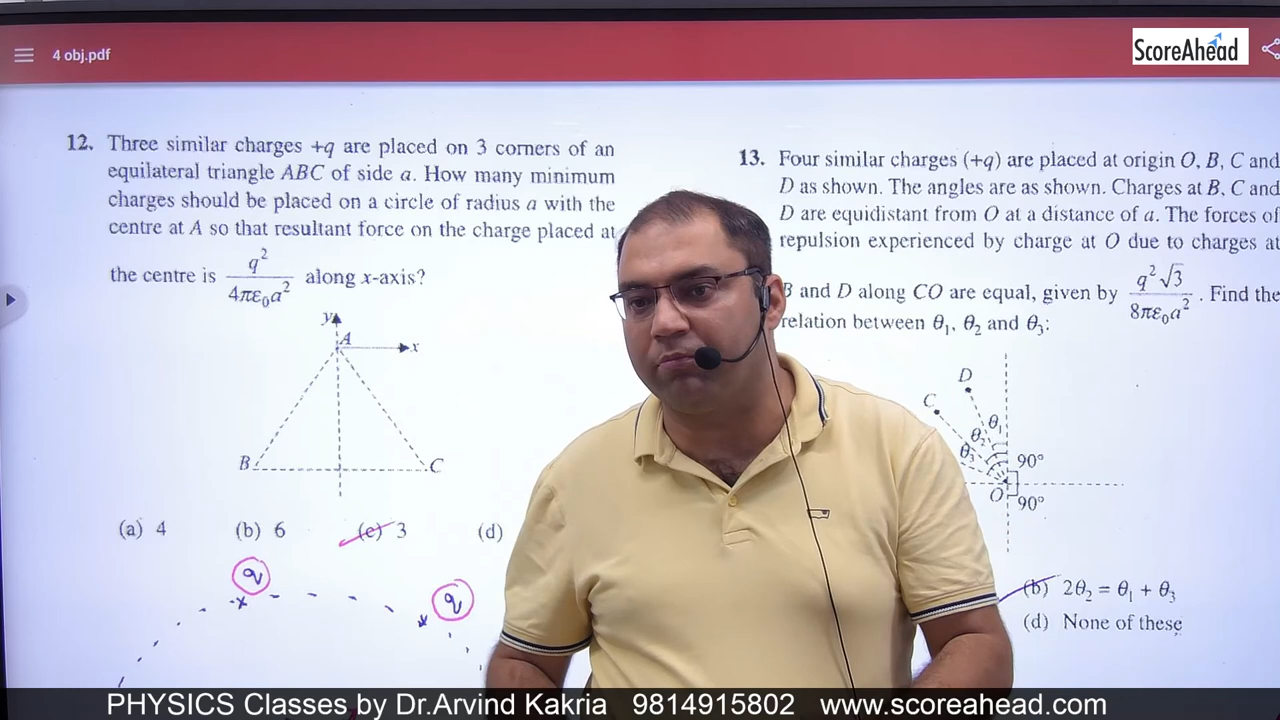 4 obj.pdf
ScoreAhead
12. Three similar charges +q are placed on 3 corners of an
equilateral triangle ABC of side a. How many minimum
charges should be placed on a circle of radius a with the
centre at A so that resultant force on the charge placed at
the centre is q²/4πε₀a² along x-axis?
y
A
x
B
C
(a) 4 (b) 6 (c) 3 (d)
q
q
13. Four similar charges (+q) are placed at origin O, B, C and
D as shown. The angles are as shown. Charges at B, C and
D are equidistant from O at a distance of a. The forces of
repulsion experienced by charge at O due to charges at
B and D along CO are equal, given by q²√3/8πε₀a². Find the
relation between θ₁, θ₂ and θ₃:
D
C
θ₁
θ₂
θ₃
90°
O
90°
(b) 2θ₂ = θ₁ + θ₃
(d) None of these
PHYSICS Classes by Dr.Arvind Kakria 9814915802 www.scoreahead.com